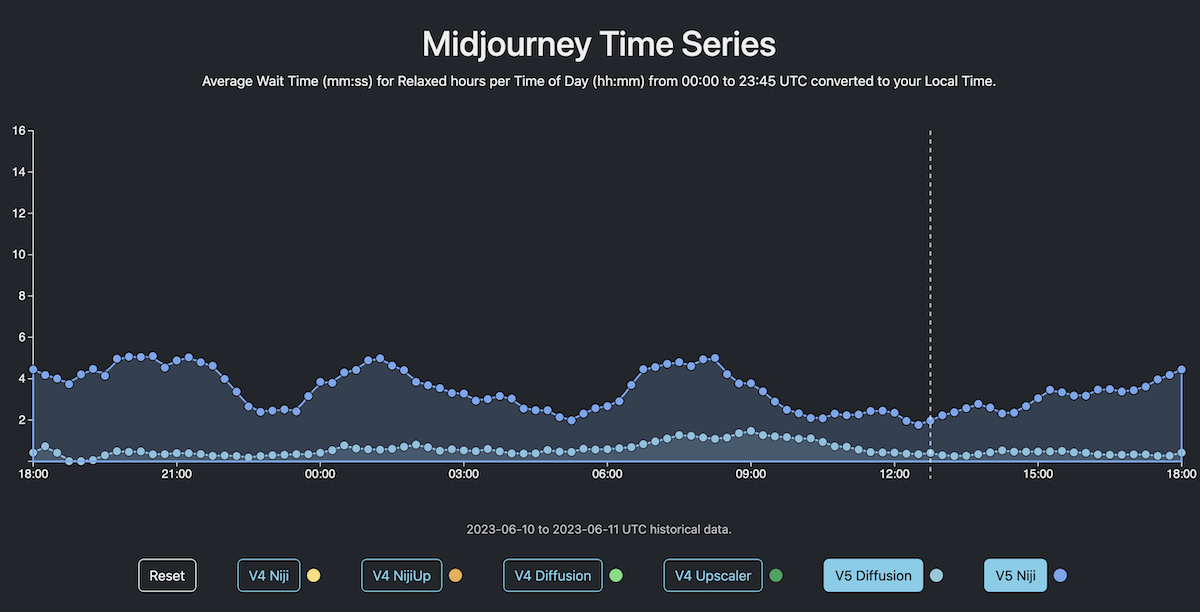 Midjourney Time Series
Average Wait Time (mm:ss) for Relaxed hours per Time of Day (hh:mm) from 00:00 to 23:45 UTC converted to your Local Time.
16
14
12
10
8
6
4
2
18:00 21:00 00:00 03:00 06:00 09:00 12:00 15:00 18:00
2023-06-10 to 2023-06-11 UTC historical data.
Reset V4 Niji V4 NijiUp V4 Diffusion V4 Upscaler V5 Diffusion V5 Niji